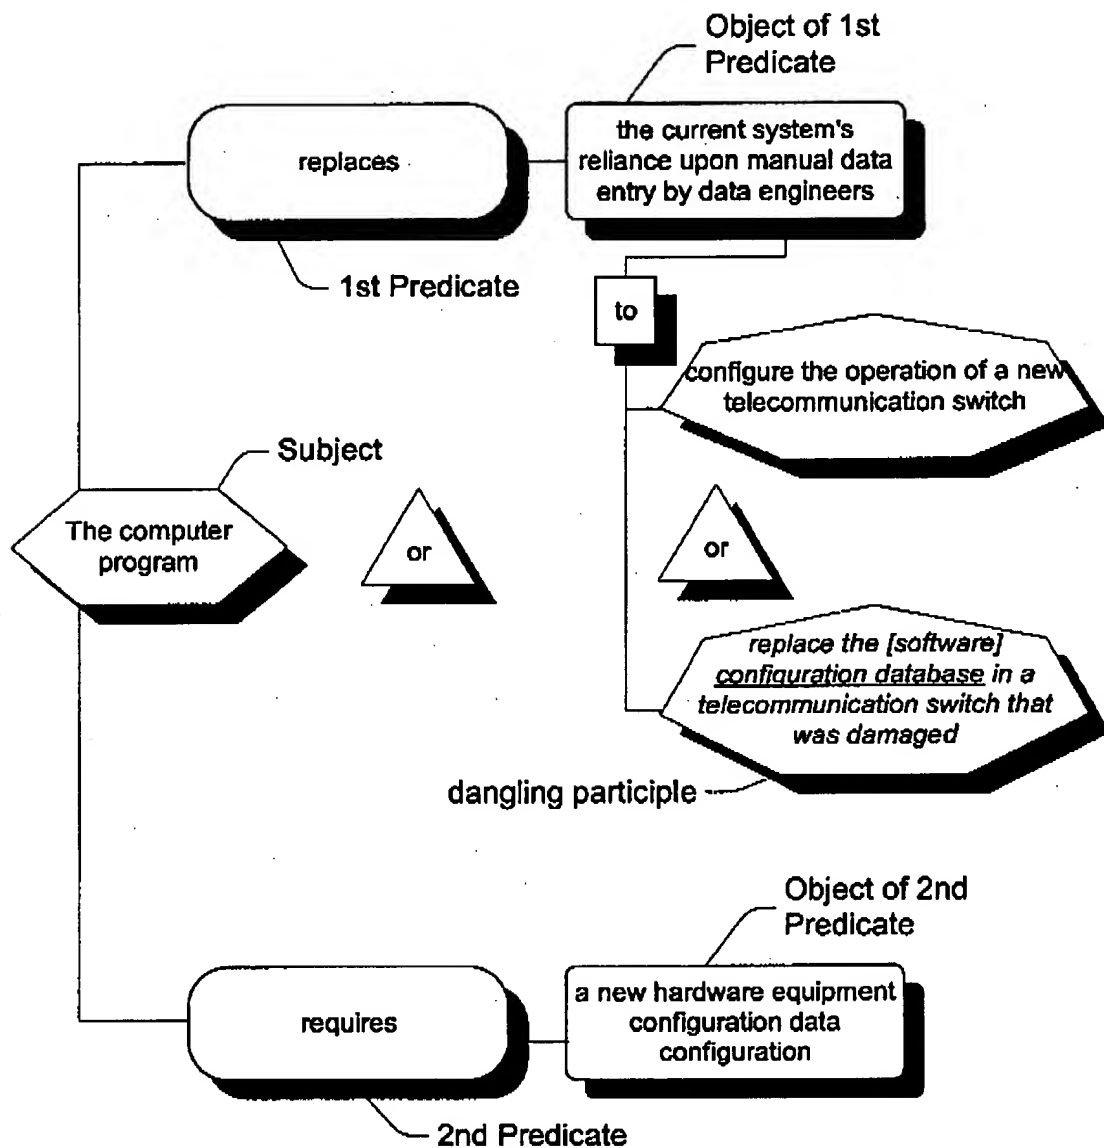 Object of 1st
Predicate
replaces
the current system's
reliance upon manual data
entry by data engineers
1st Predicate
to
configure the operation of a new
telecommunication switch
Subject
The computer
program
or
or
replace the [software]
configuration database in a
telecommunication switch that
was damaged
dangling participle
Object of 2nd
Predicate
requires
a new hardware equipment
configuration data
configuration
2nd Predicate